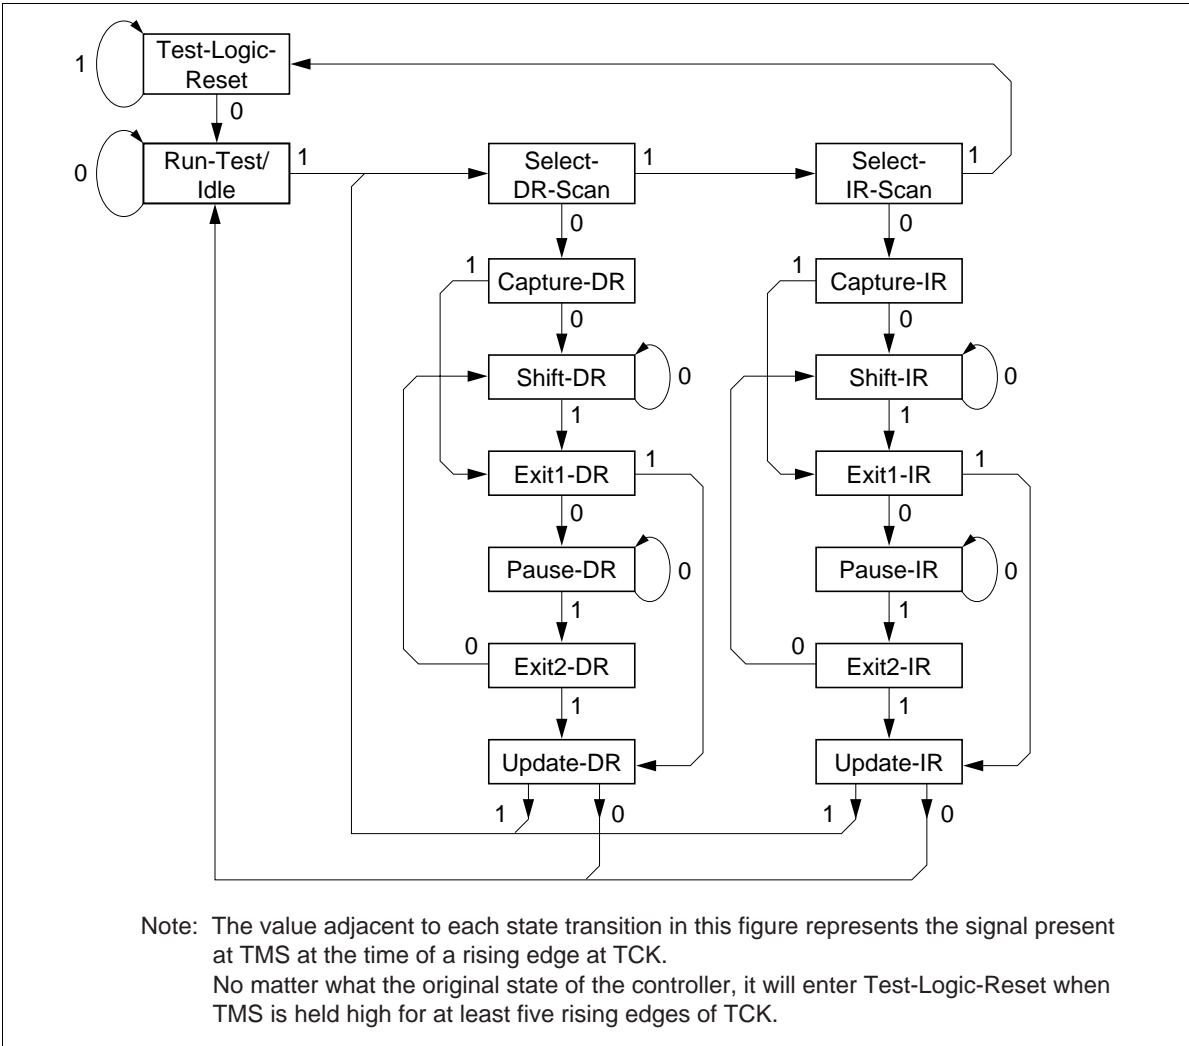 Test-Logic-
Reset
1
0
Run-Test/
Idle
0
1
Select-
DR-Scan
1
Select-
IR-Scan
1
0
0
1
Capture-DR
0
1
Capture-IR
0
Shift-DR
0
1
Shift-IR
0
1
Exit1-DR
1
0
Exit1-IR
1
0
Pause-DR
0
1
Pause-IR
0
1
0
Exit2-DR
1
0
Exit2-IR
1
Update-DR
1
0
Update-IR
1
0
Note: The value adjacent to each state transition in this figure represents the signal present
at TMS at the time of a rising edge at TCK.
No matter what the original state of the controller, it will enter Test-Logic-Reset when
TMS is held high for at least five rising edges of TCK.